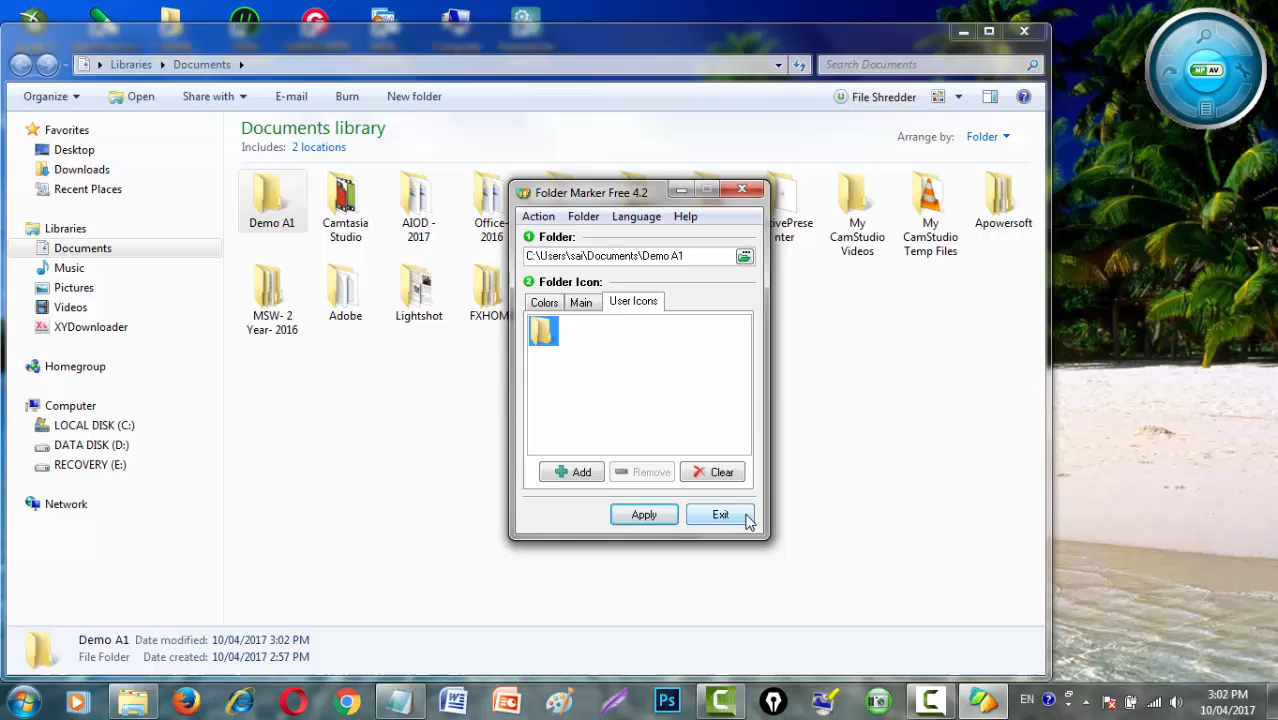 Libraries Documents
Search Documents
Organize Open Share with E-mail Burn New folder
File Shredder
Favorites
Desktop
Downloads
Recent Places
Libraries
Documents
Music
Pictures
Videos
XYDownloader
Homegroup
Computer
LOCAL DISK (C:)
DATA DISK (D:)
RECOVERY (E:)
Network
Documents library
Includes: 2 locations
Arrange by: Folder
Demo A1
Camtasia
Studio
AIOD -
2017
Office-
2016
My
CamStudio
Videos
My
CamStudio
Temp Files
Apowersoft
MSW- 2
Year- 2016
Adobe
Lightshot
Folder Marker Free 4.2
Action Folder Language Help
1 Folder:
C:\Users\sai\Documents\Demo A1
2 Folder Icon:
Colors Main User Icons
Add Remove Clear
Apply Exit
Demo A1 Date modified: 10/04/2017 3:02 PM
File Folder Date created: 10/04/2017 2:57 PM
Ps
EN
3:02 PM
10/04/2017